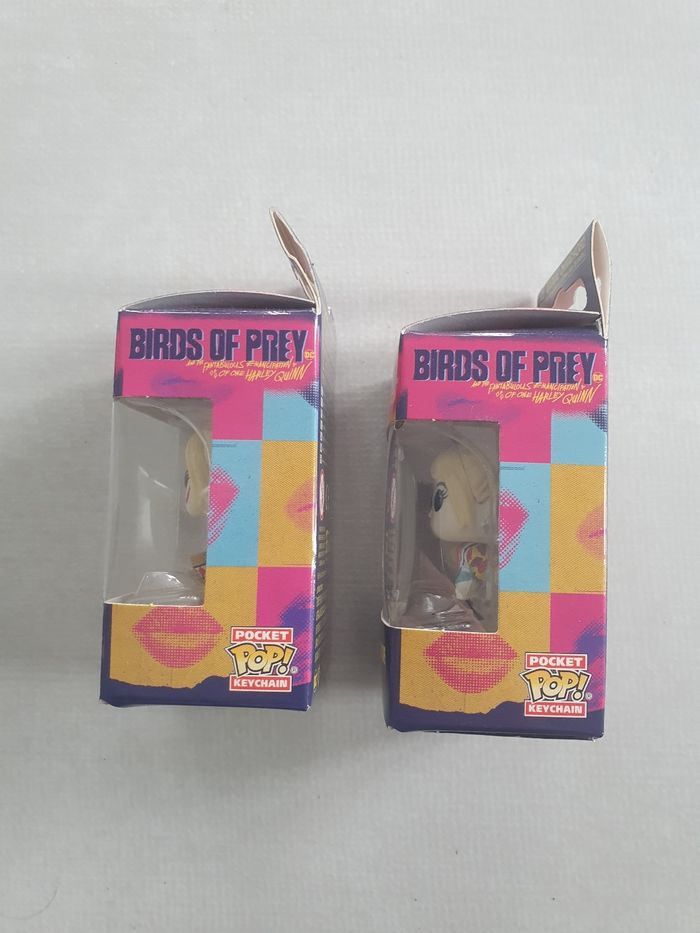 BIRDS OF PREY
DC
AND THE FANTABULOUS EMANCIPATION
OF ONE HARLEY QUINN
POCKET
POP!
KEYCHAIN
BIRDS OF PREY
DC
AND THE FANTABULOUS EMANCIPATION
OF ONE HARLEY QUINN
POCKET
POP!
KEYCHAIN